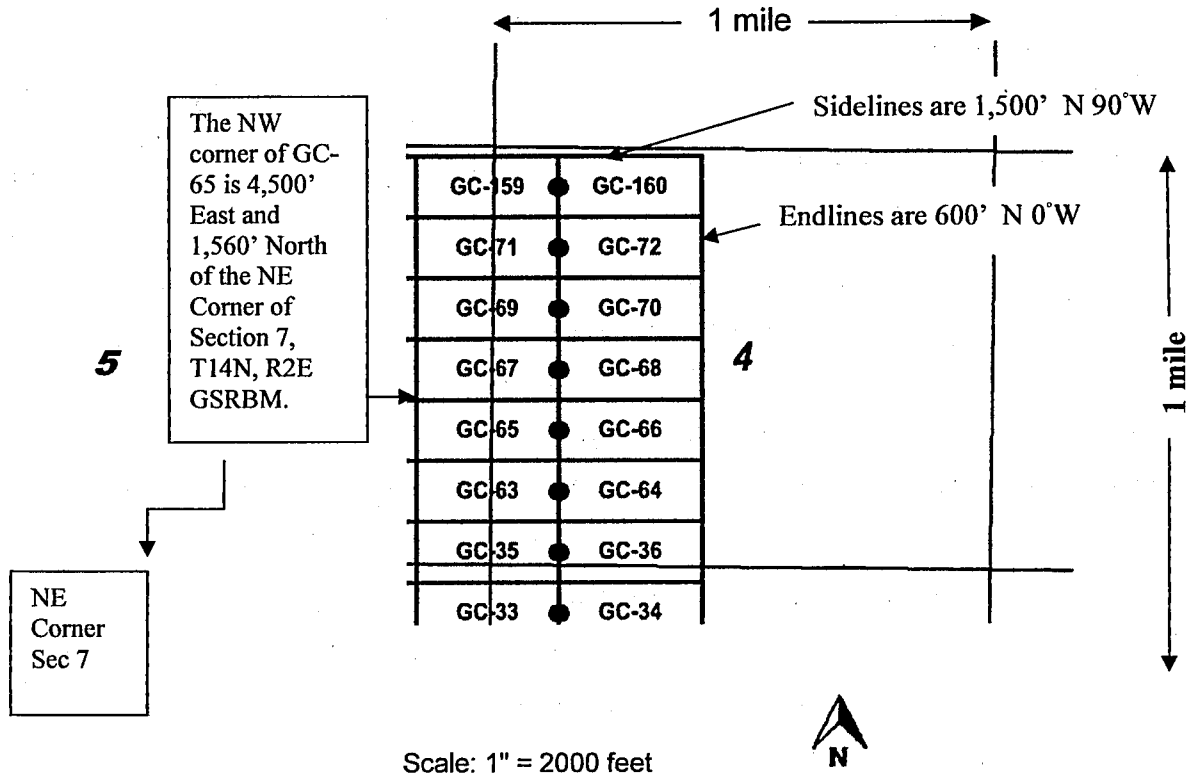 1 mile
Sidelines are 1,500' N 90°W
The NW
corner of GC-
65 is 4,500'
East and
1,560' North
of the NE
Corner of
Section 7,
T14N, R2E
GSRBM.
GC-159 GC-160
Endlines are 600' N 0°W
GC-71 GC-72
GC-69 GC-70
5
GC-67 GC-68
4
1 mile
GC-65 GC-66
GC-63 GC-64
GC-35 GC-36
GC-33 GC-34
NE
Corner
Sec 7
N
Scale: 1" = 2000 feet